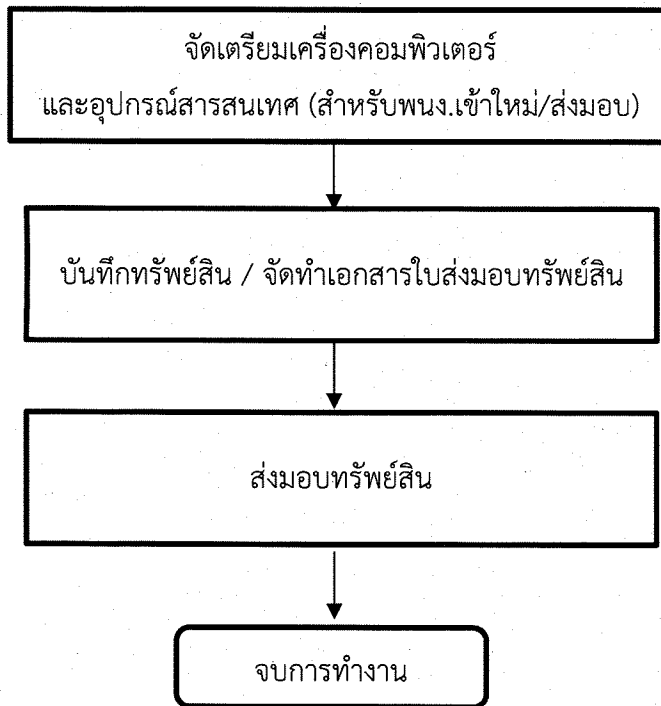 จัดเตรียมเครื่องคอมพิวเตอร์
และอุปกรณ์สารสนเทศ (สำหรับพนง.เข้าใหม่/ส่งมอบ)
บันทึกทรัพย์สิน / จัดทำเอกสารใบส่งมอบทรัพย์สิน
ส่งมอบทรัพย์สิน
จบการทำงาน